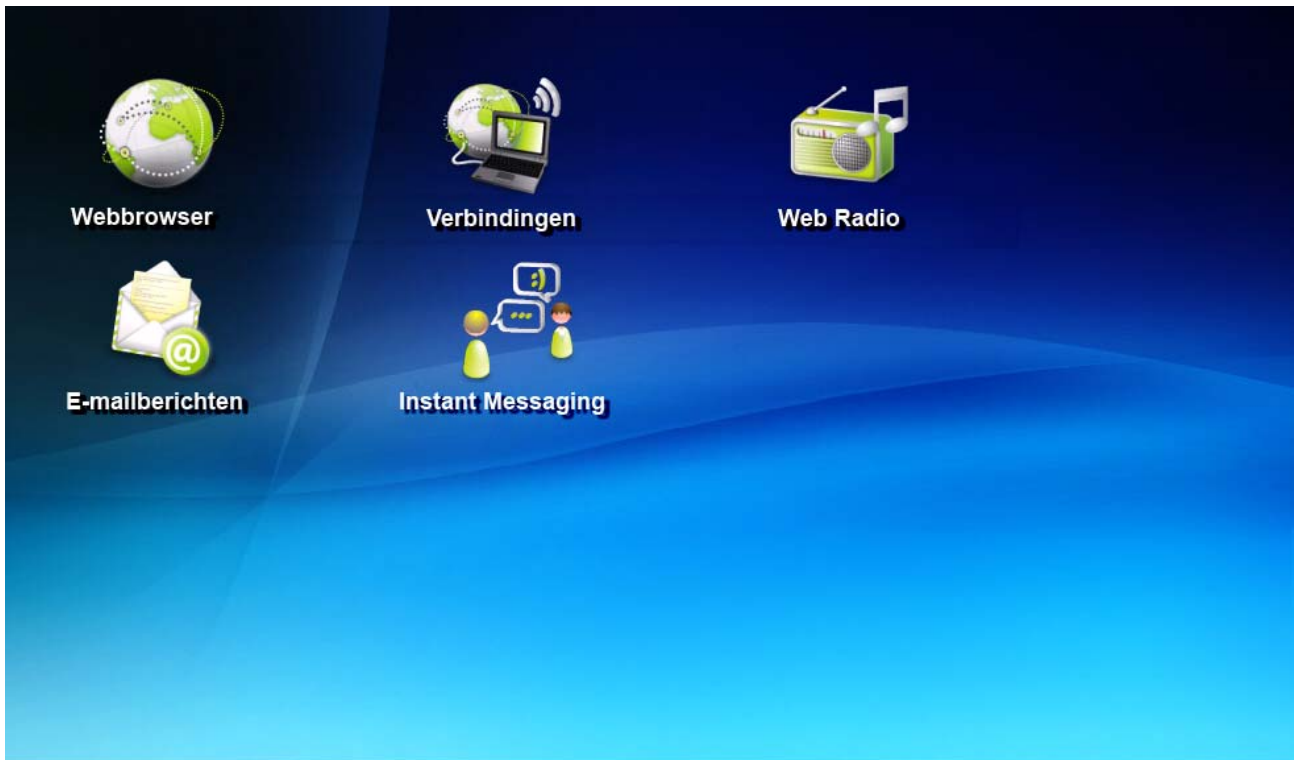 Webbrowser
Verbindingen
Web Radio
E-mailberichten
Instant Messaging